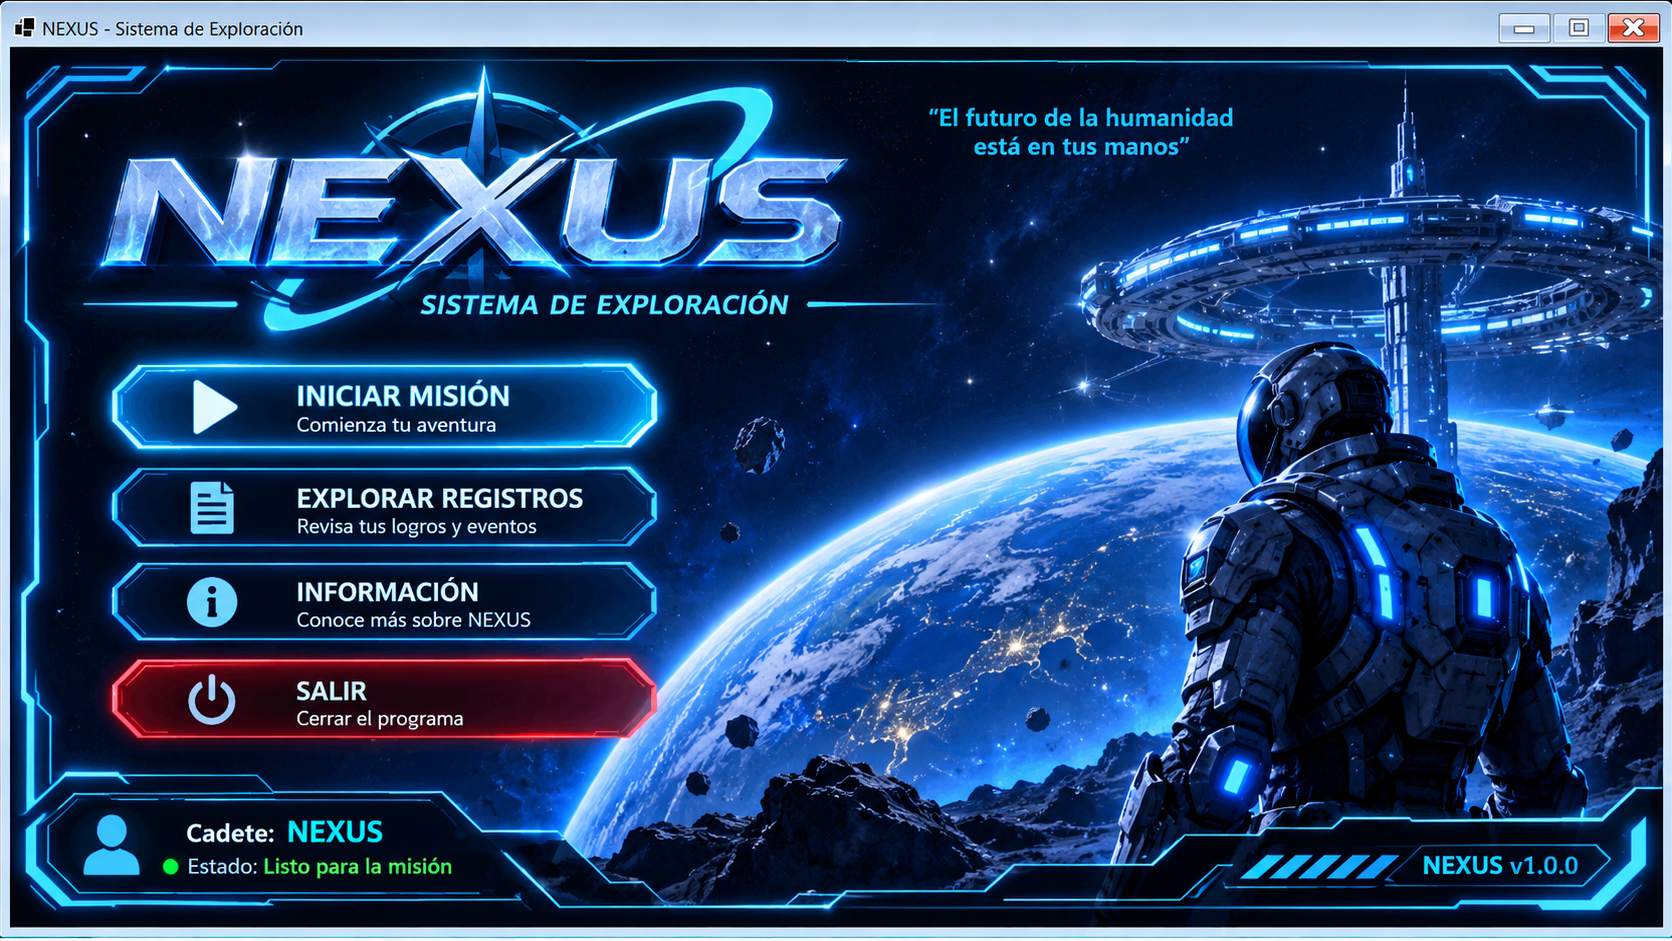 NEXUS - Sistema de Exploración
NEXUS
SISTEMA DE EXPLORACIÓN
“El futuro de la humanidad
está en tus manos”
INICIAR MISIÓN
Comienza tu aventura
EXPLORAR REGISTROS
Revisa tus logros y eventos
INFORMACIÓN
Conoce más sobre NEXUS
SALIR
Cerrar el programa
Cadete: NEXUS
Estado: Listo para la misión
NEXUS v1.0.0